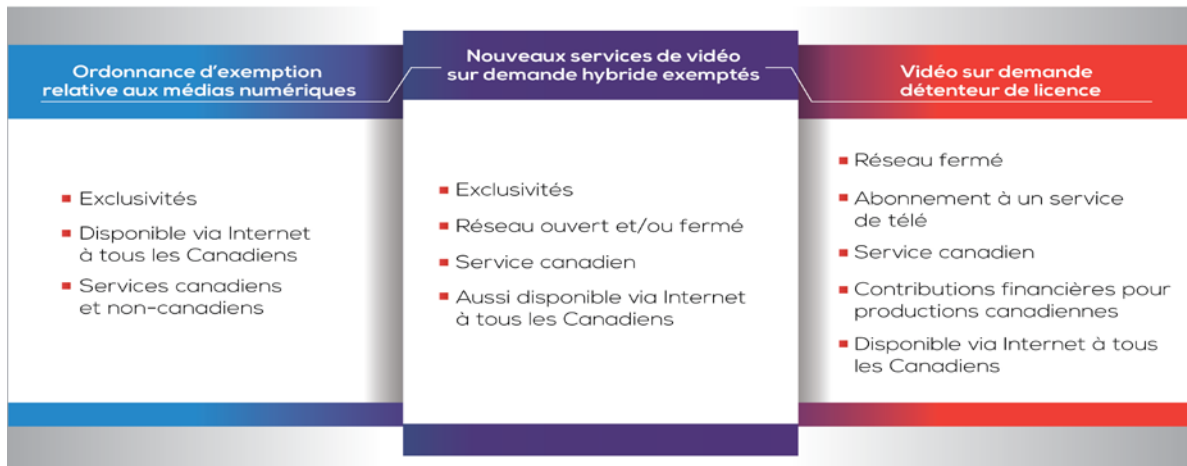 Ordonnance d'exemption
relative aux médias numériques
Exclusivités
Disponible via Internet
à tous les Canadiens
Services canadiens
et non-canadiens
Nouveaux services de vidéo
sur demande hybride exemptés
Exclusivités
Réseau ouvert et/ou fermé
Service canadien
Aussi disponible via Internet
à tous les Canadiens
Vidéo sur demande
détenteur de licence
Réseau fermé
Abonnement à un service
de télé
Service canadien
Contributions financières pour
productions canadiennes
Disponible via Internet à tous
les Canadiens